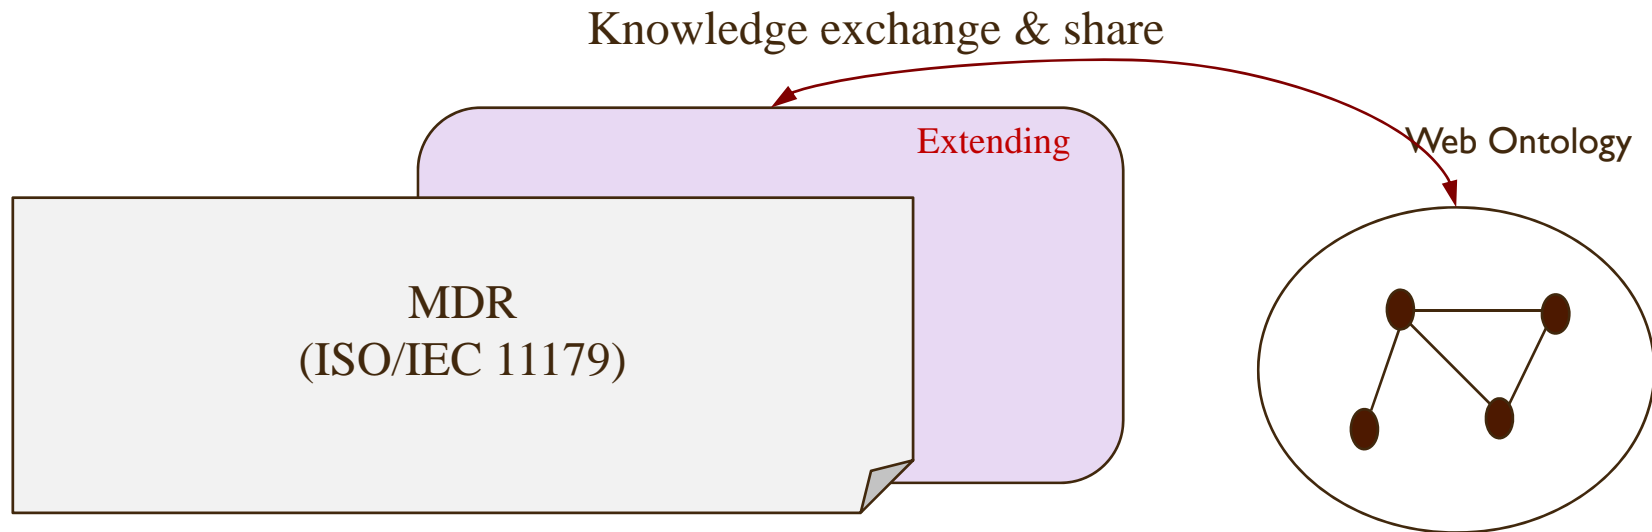 Knowledge exchange & share
Extending
Web Ontology
MDR
(ISO/IEC 11179)